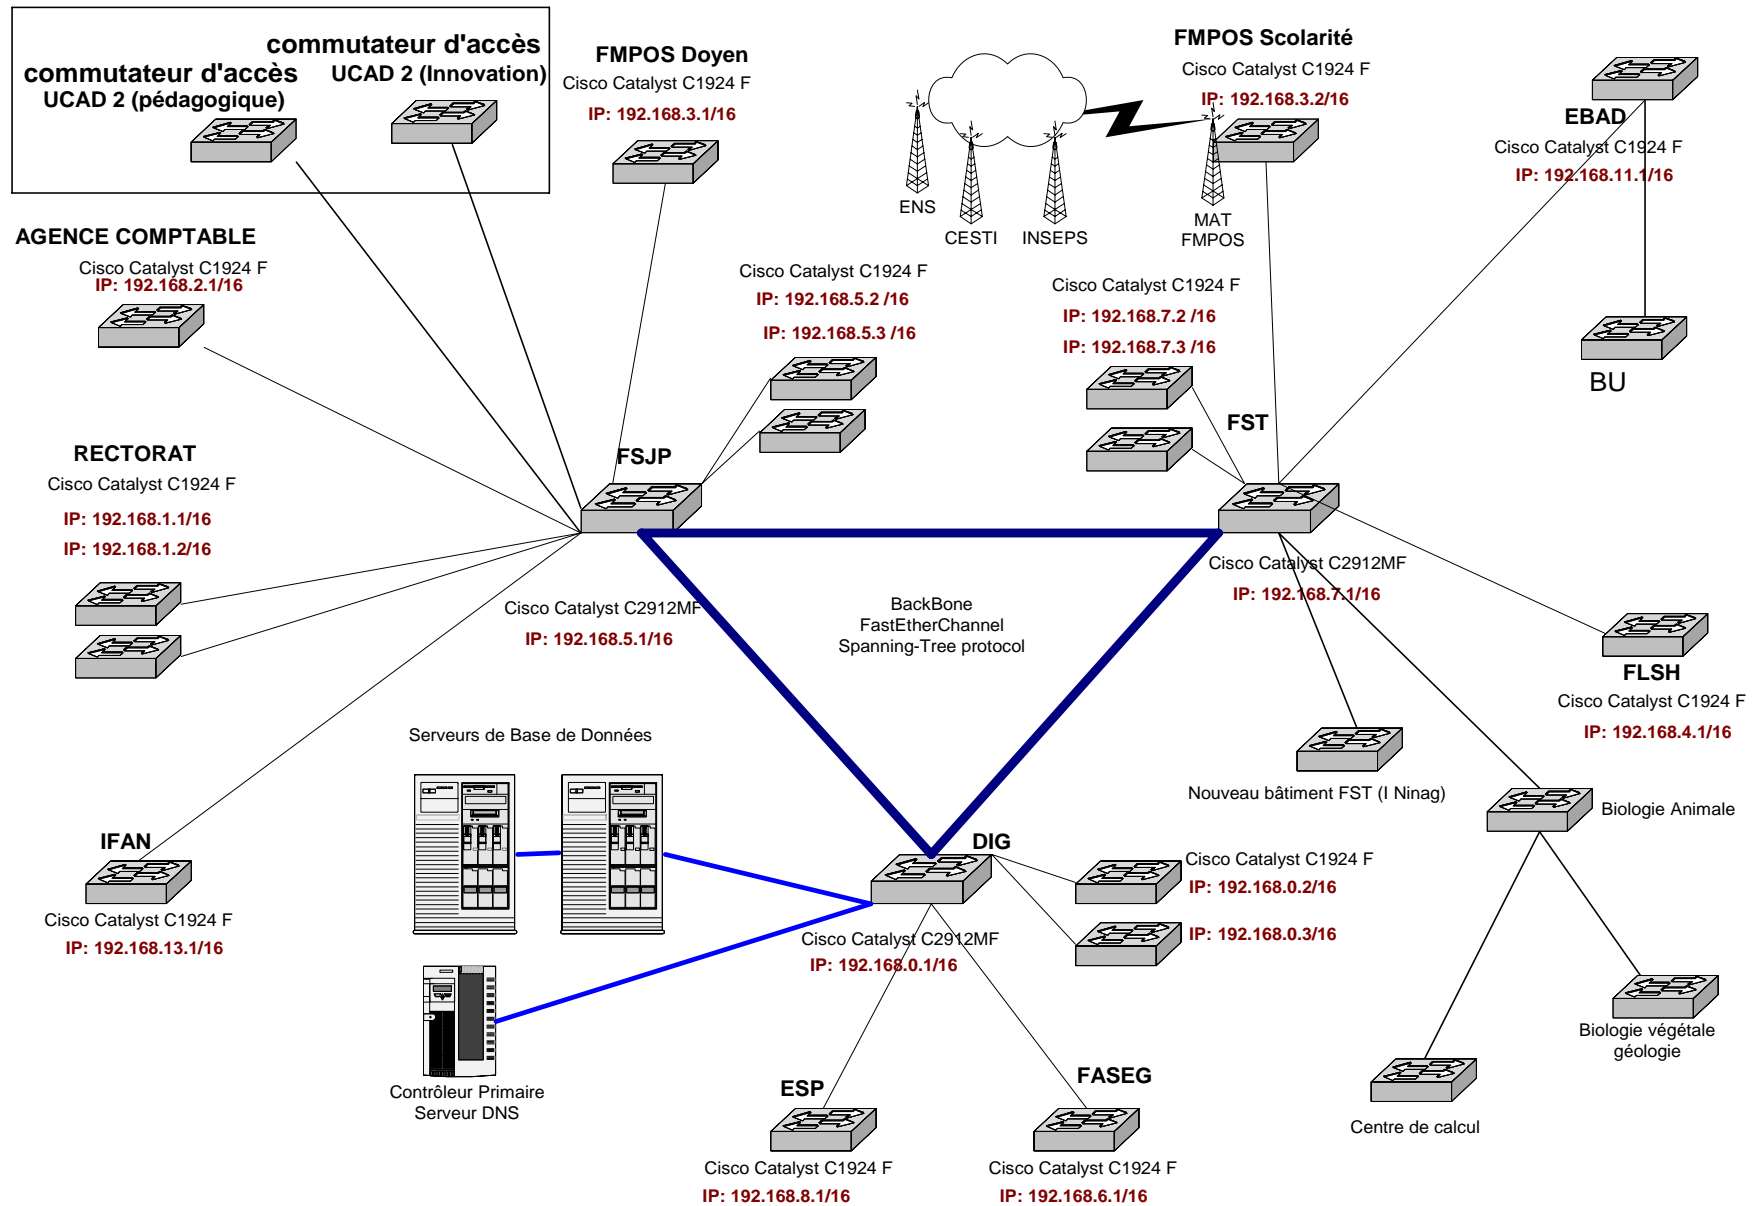 commutateur d'accès
UCAD 2 (pédagogique)
commutateur d'accès
UCAD 2 (Innovation)
FMPOS Doyen
Cisco Catalyst C1924 F
IP: 192.168.3.1/16
ENS
CESTI
INSEPS
MAT
FMPOS
FMPOS Scolarité
Cisco Catalyst C1924 F
IP: 192.168.3.2/16
EBAD
Cisco Catalyst C1924 F
IP: 192.168.11.1/16
BU
AGENCE COMPTABLE
Cisco Catalyst C1924 F
IP: 192.168.2.1/16
Cisco Catalyst C1924 F
IP: 192.168.5.2 /16
IP: 192.168.5.3 /16
Cisco Catalyst C1924 F
IP: 192.168.7.2 /16
IP: 192.168.7.3 /16
RECTORAT
Cisco Catalyst C1924 F
IP: 192.168.1.1/16
IP: 192.168.1.2/16
FSJP
Cisco Catalyst C2912MF
IP: 192.168.5.1/16
FST
Cisco Catalyst C2912MF
IP: 192.168.7.1/16
BackBone
FastEtherChannel
Spanning-Tree protocol
FLSH
Cisco Catalyst C1924 F
IP: 192.168.4.1/16
Serveurs de Base de Données
Nouveau bâtiment FST (I Ninag)
Biologie Animale
IFAN
Cisco Catalyst C1924 F
IP: 192.168.13.1/16
DIG
Cisco Catalyst C2912MF
IP: 192.168.0.1/16
Cisco Catalyst C1924 F
IP: 192.168.0.2/16
IP: 192.168.0.3/16
Biologie végétale
géologie
Contrôleur Primaire
Serveur DNS
ESP
Cisco Catalyst C1924 F
IP: 192.168.8.1/16
FASEG
Cisco Catalyst C1924 F
IP: 192.168.6.1/16
Centre de calcul